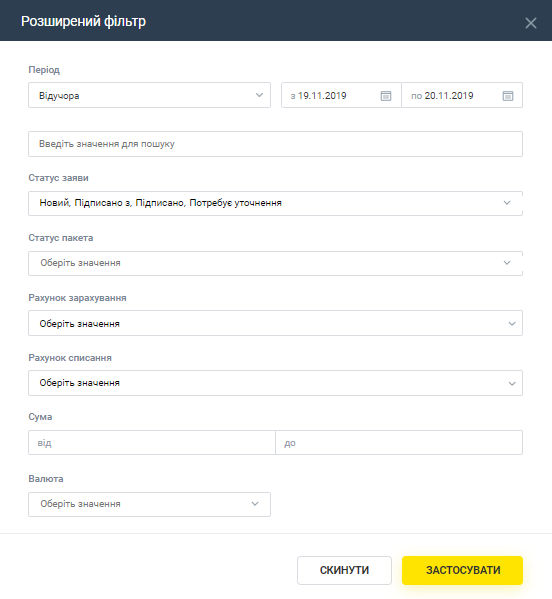 Розширений фільтр
Період
Відучора
з 19.11.2019
по 20.11.2019
Введіть значення для пошуку
Статус заяви
Новий, Підписано з, Підписано, Потребує уточнення
Статус пакета
Оберіть значення
Рахунок зарахування
Оберіть значення
Рахунок списання
Оберіть значення
Сума
від
до
Валюта
Оберіть значення
СКИНУТИ
ЗАСТОСУВАТИ